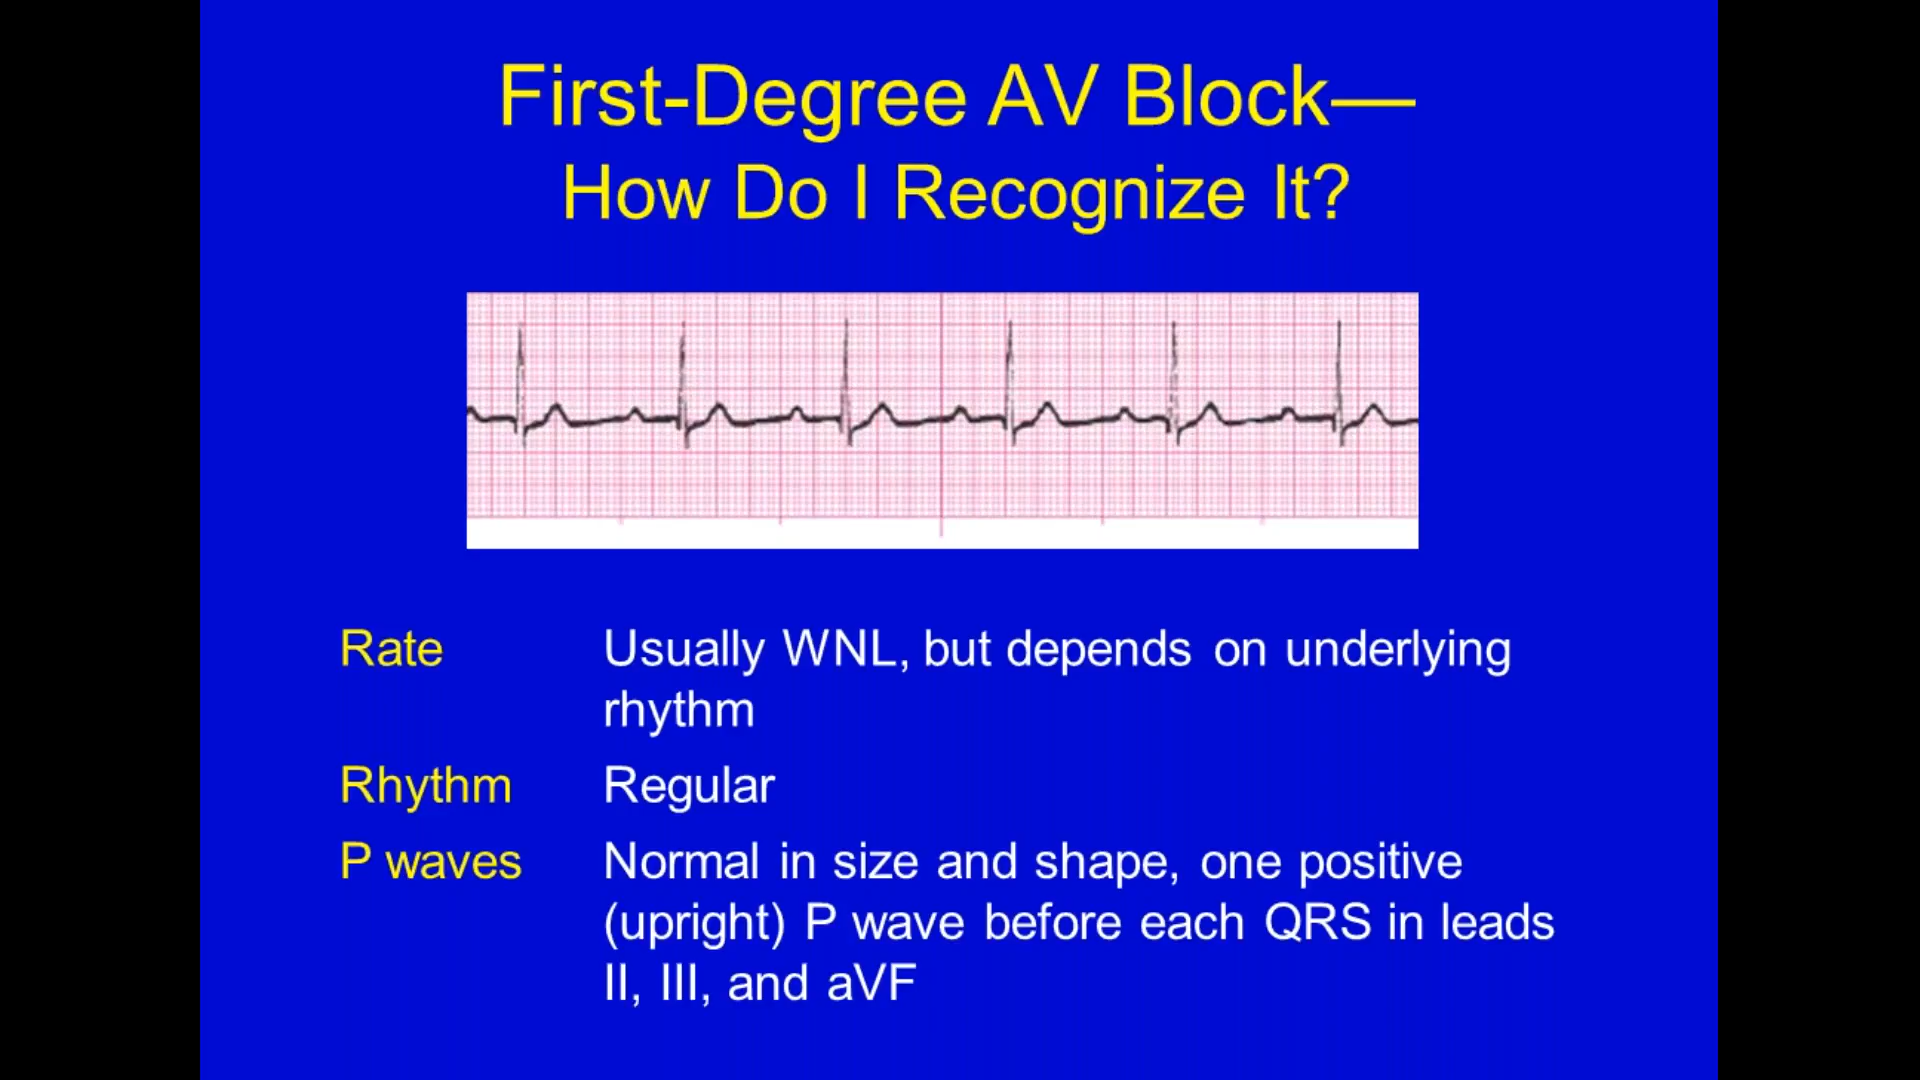 First-Degree AV Block—
How Do I Recognize It?
Rate Usually WNL, but depends on underlying
rhythm
Rhythm Regular
P waves Normal in size and shape, one positive
(upright) P wave before each QRS in leads
II, III, and aVF